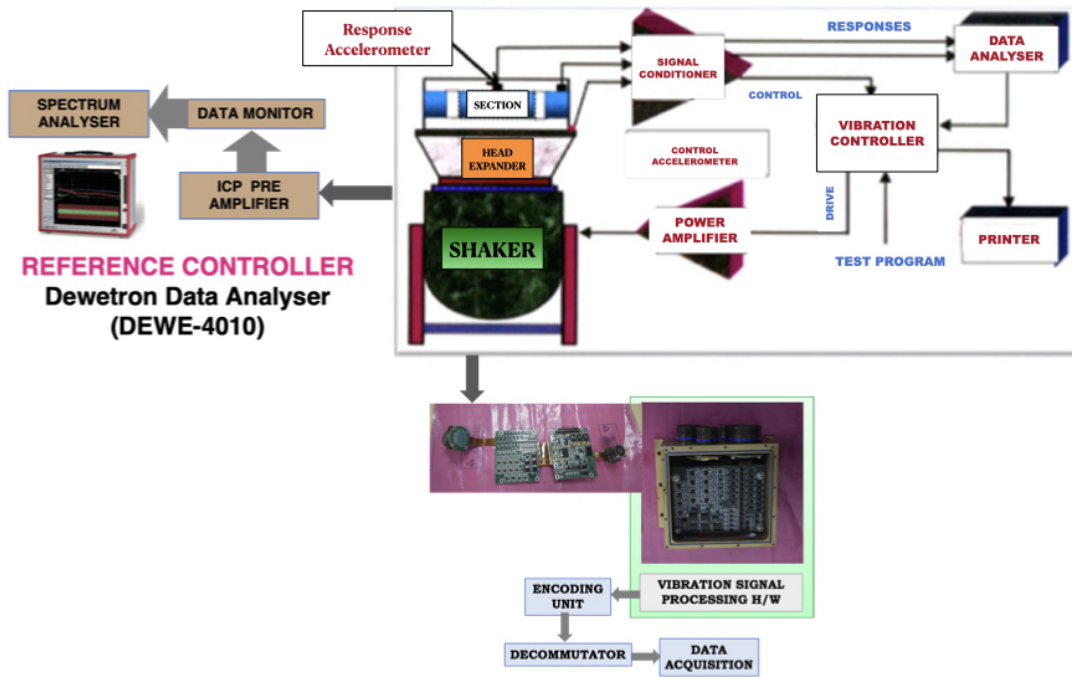 Response
Accelerometer
RESPONSES
DATA
ANALYSER
SIGNAL
CONDITIONER
CONTROL
SPECTRUM
ANALYSER
DATA MONITOR
SECTION
VIBRATION
CONTROLLER
HEAD
EXPANDER
CONTROL
ACCELEROMETER
ICP PRE
AMPLIFIER
DRIVE
SHAKER
POWER
AMPLIFIER
PRINTER
TEST PROGRAM
REFERENCE CONTROLLER
Dewetron Data Analyser
(DEWE-4010)
ENCODING
UNIT
VIBRATION SIGNAL
PROCESSING H/W
DECOMMUTATOR
DATA
ACQUISITION